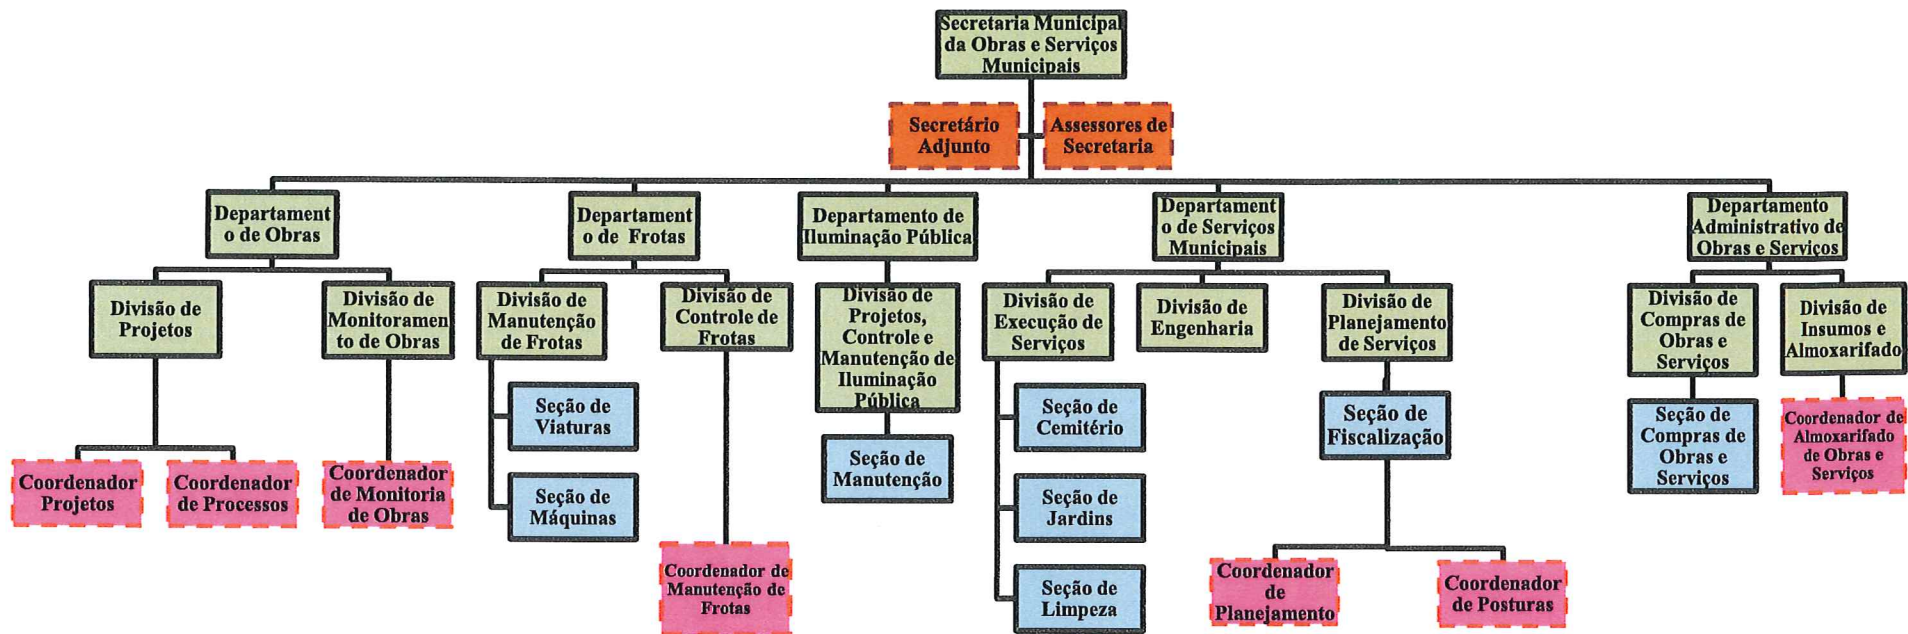 Secretaria Municipal
da Obras e Serviços
Municipais
Secretário
Adjunto
Assessores de
Secretaria
Departament
o de Obras
Departament
o de Frotas
Departamento de
Iluminação Pública
Departament
o de Serviços
Municipais
Departamento
Administrativo de
Obras e Serviços
Divisão de
Projetos
Divisão de
Monitoramen
to de Obras
Divisão de
Manutenção
de Frotas
Divisão de
Controle de
Frotas
Divisão de
Projetos,
Controle e
Manutenção de
Iluminação
Pública
Divisão de
Execução de
Serviços
Divisão de
Engenharia
Divisão de
Planejamento
de Serviços
Divisão de
Compras de
Obras e
Serviços
Divisão de
Insumos e
Almoxarifado
Seção de
Viaturas
Seção de
Cemitério
Seção de
Fiscalização
Seção de
Compras de
Obras e
Serviços
Coordenador de
Almoxarifado
de Obras e
Serviços
Coordenador
Projetos
Coordenador
de Processos
Coordenador
de Monitoria
de Obras
Seção de
Máquinas
Seção de
Manutenção
Seção de
Jardins
Coordenador de
Manutenção de
Frotas
Seção de
Limpeza
Coordenador
de
Planejamento
Coordenador
de Posturas